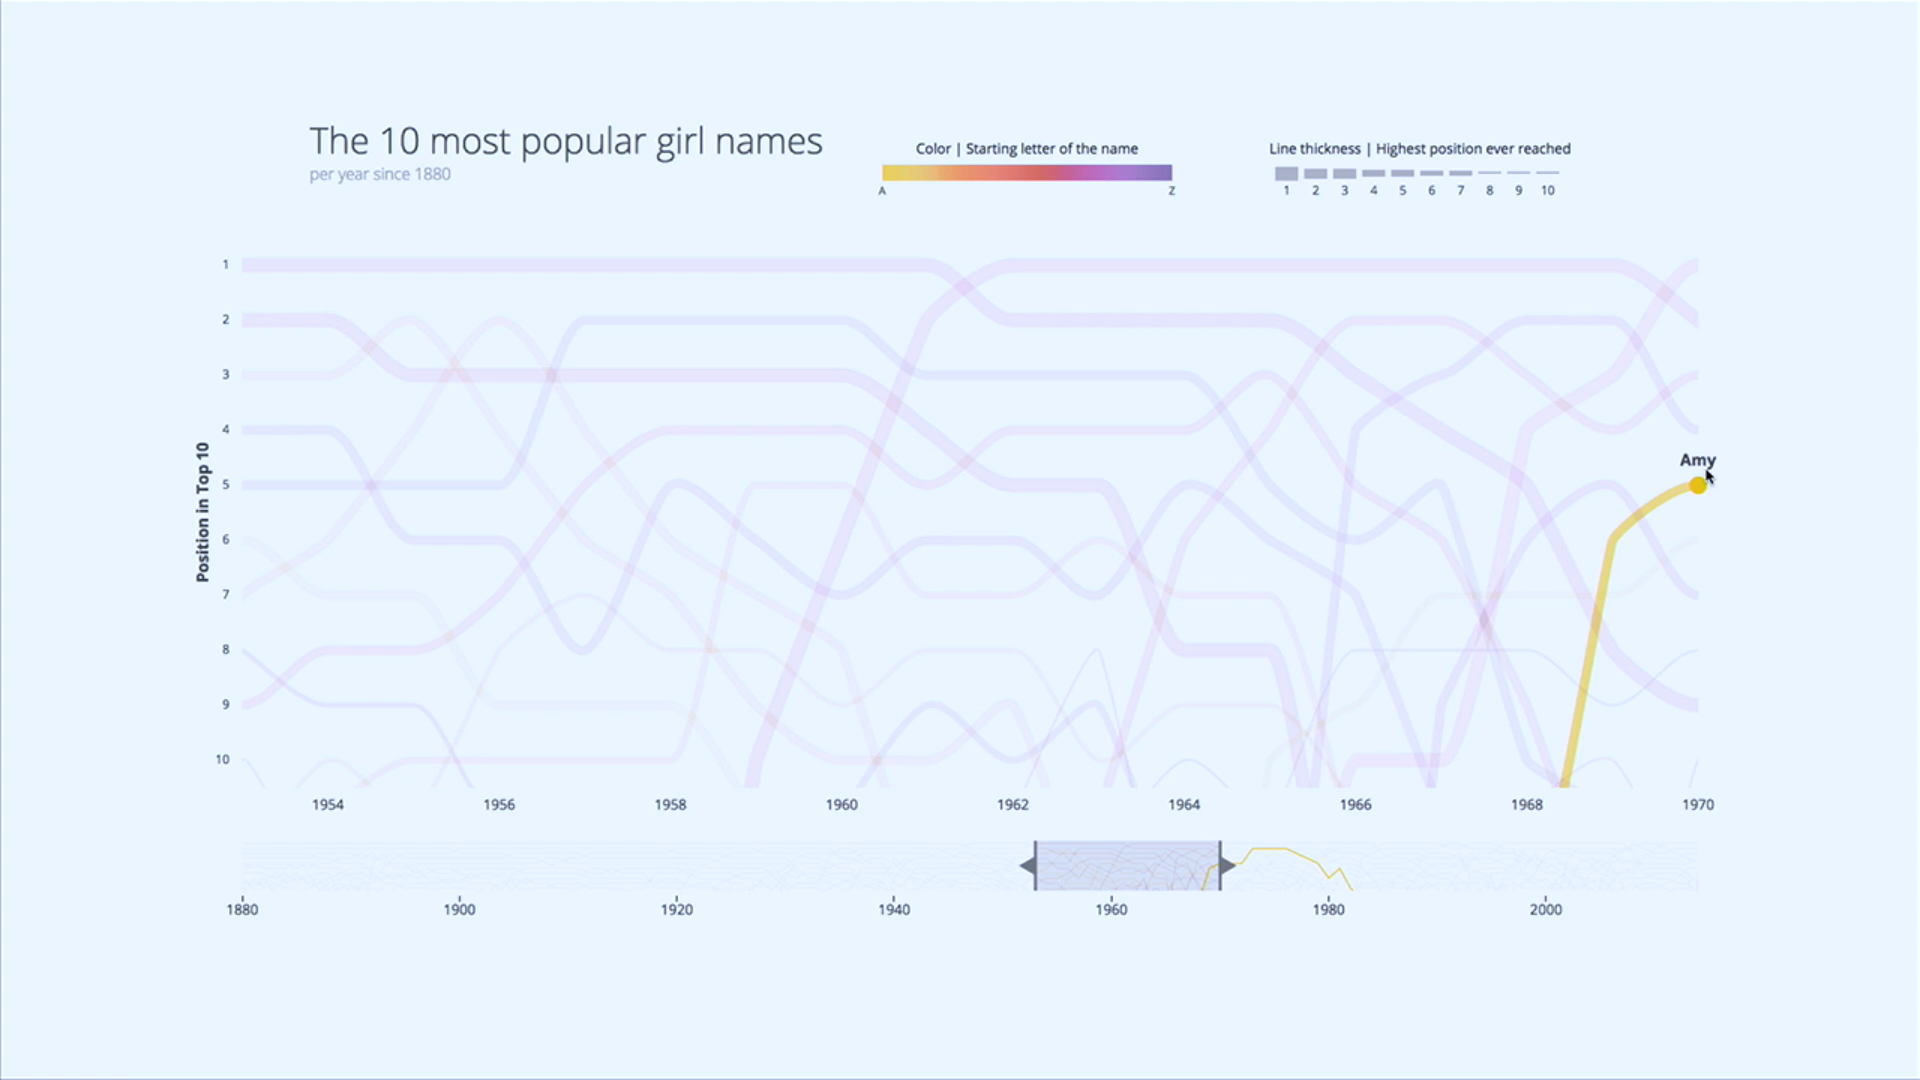 The 10 most popular girl names
per year since 1880
Color | Starting letter of the name
A Z
Line thickness | Highest position ever reached
1 2 3 4 5 6 7 8 9 10
Position in Top 10
1
2
3
4
5
6
7
8
9
10
Amy
1954 1956 1958 1960 1962 1964 1966 1968 1970
1880 1900 1920 1940 1960 1980 2000